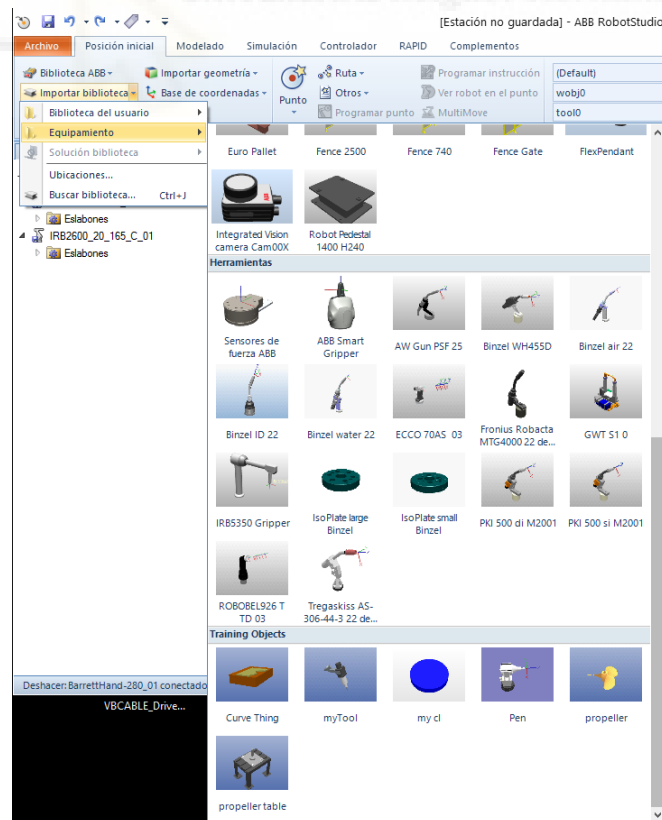 [Estación no guardada] - ABB RobotStudio
Archivo Posición inicial Modelado Simulación Controlador RAPID Complementos
Biblioteca ABB Importar geometría Ruta Programar instrucción (Default)
Importar biblioteca Base de coordenadas Punto Otros Ver robot en el punto wobj0
Programar punto MultiMove tool0
Biblioteca del usuario
Equipamiento
Solución biblioteca
Ubicaciones...
Buscar biblioteca... Ctrl+J
Eslabones
IRB2600_20_165_C_01
Eslabones
Euro Pallet Fence 2500 Fence 740 Fence Gate FlexPendant
Integrated Vision Robot Pedestal
camera Cam00X 1400 H240
Herramientas
Sensores de ABB Smart AW Gun PSF 25 Binzel WH455D Binzel air 22
fuerza ABB Gripper
Binzel ID 22 Binzel water 22 ECCO 70AS 03 Fronius Robacta GWT S1 0
MTG4000 22 de...
IRB5350 Gripper IsoPlate large IsoPlate small PKI 500 di M2001 PKI 500 si M2001
Binzel Binzel
ROBOBEL926 T Tregaskiss AS-
TD 03 306-44-3 22 de...
Training Objects
Curve Thing myTool my cl Pen propeller
propeller table
Deshacer: BarrettHand-280_01 conectado
VBCABLE_Drive...